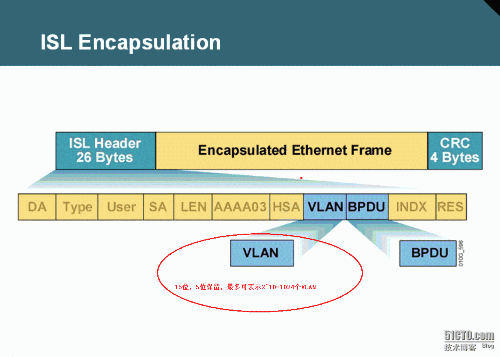 ISL Encapsulation
ISL Header
26 Bytes
Encapsulated Ethernet Frame
CRC
4 Bytes
DA Type User SA LEN AAAA03 HSA VLAN BPDU INDX RES
VLAN
BPDU
15位，5位保留，最多可表示2^10=1024个VLAN
51CTO.com
技术博客 Blog